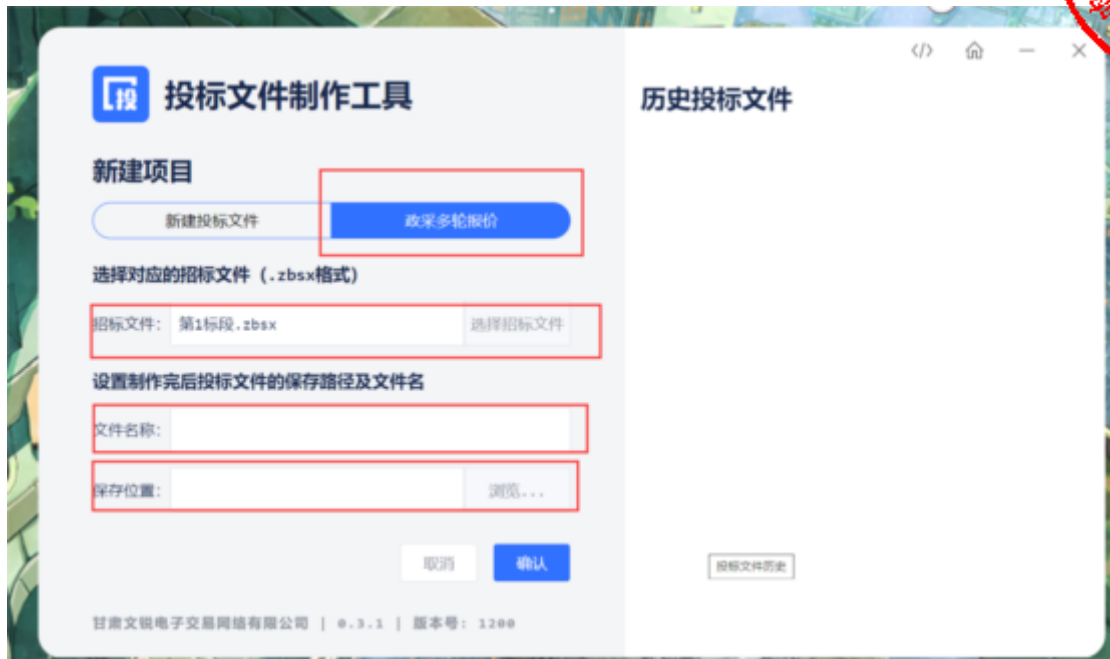 投标文件制作工具
历史投标文件
新建项目
新建投标文件
政采多轮报价
选择对应的招标文件 (.zbsx格式)
招标文件: 第1标段.zbsx 选择招标文件
设置制作完后投标文件的保存路径及文件名
文件名称:
保存位置: 浏览...
取消 确认
投标文件历史
甘肃文锐电子交易网络有限公司 | 0.3.1 | 版本号: 1200